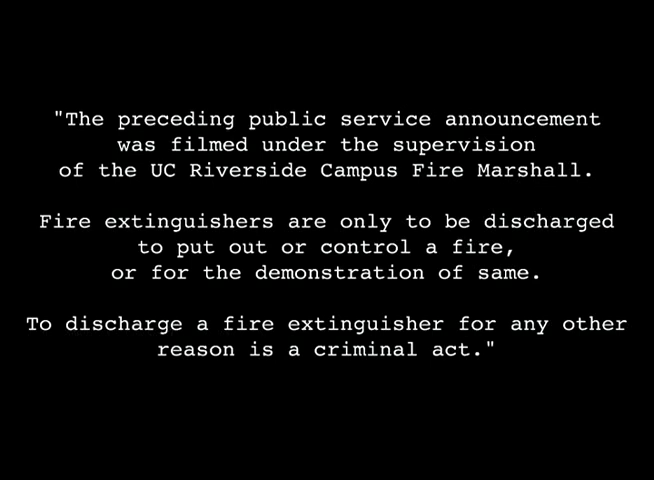 "The preceding public service announcement
was filmed under the supervision
of the UC Riverside Campus Fire Marshall.
Fire extinguishers are only to be discharged
to put out or control a fire,
or for the demonstration of same.
To discharge a fire extinguisher for any other
reason is a criminal act."